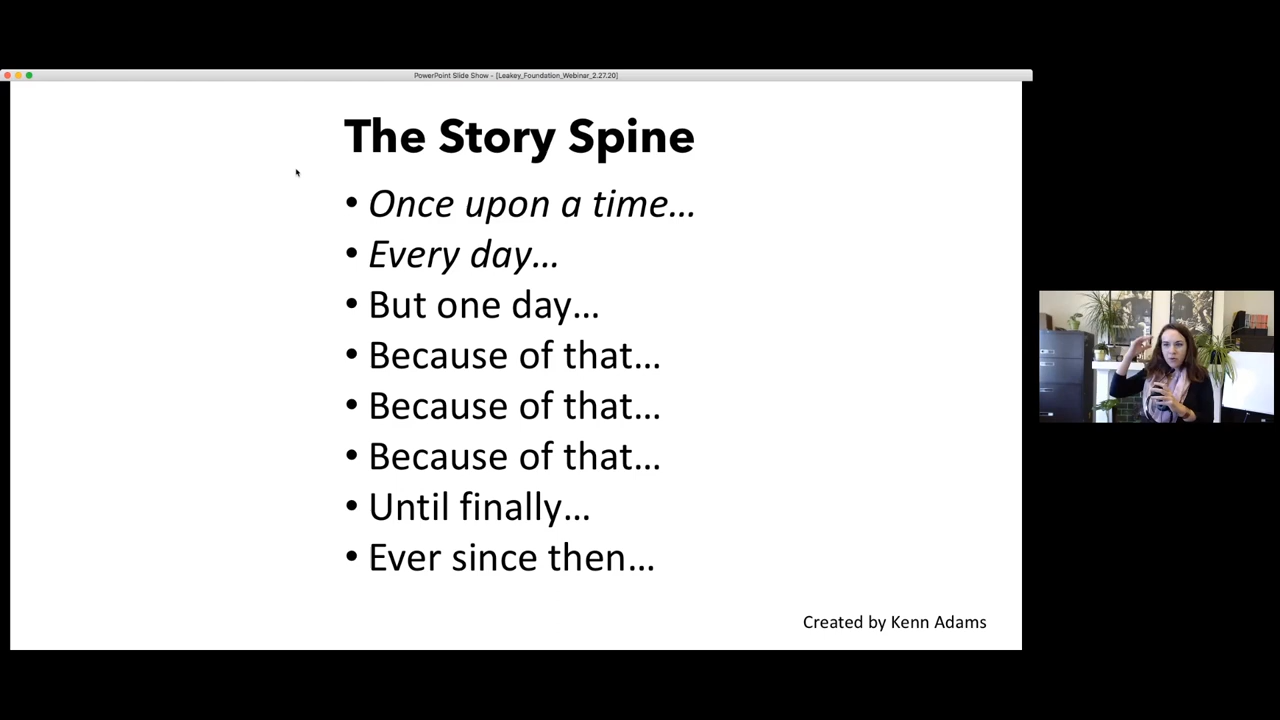 PowerPoint Slide Show - [Leakey_Foundation_Webinar_2.27.20]
The Story Spine
• Once upon a time...
• Every day...
• But one day...
• Because of that...
• Because of that...
• Because of that...
• Until finally...
• Ever since then...
Created by Kenn Adams